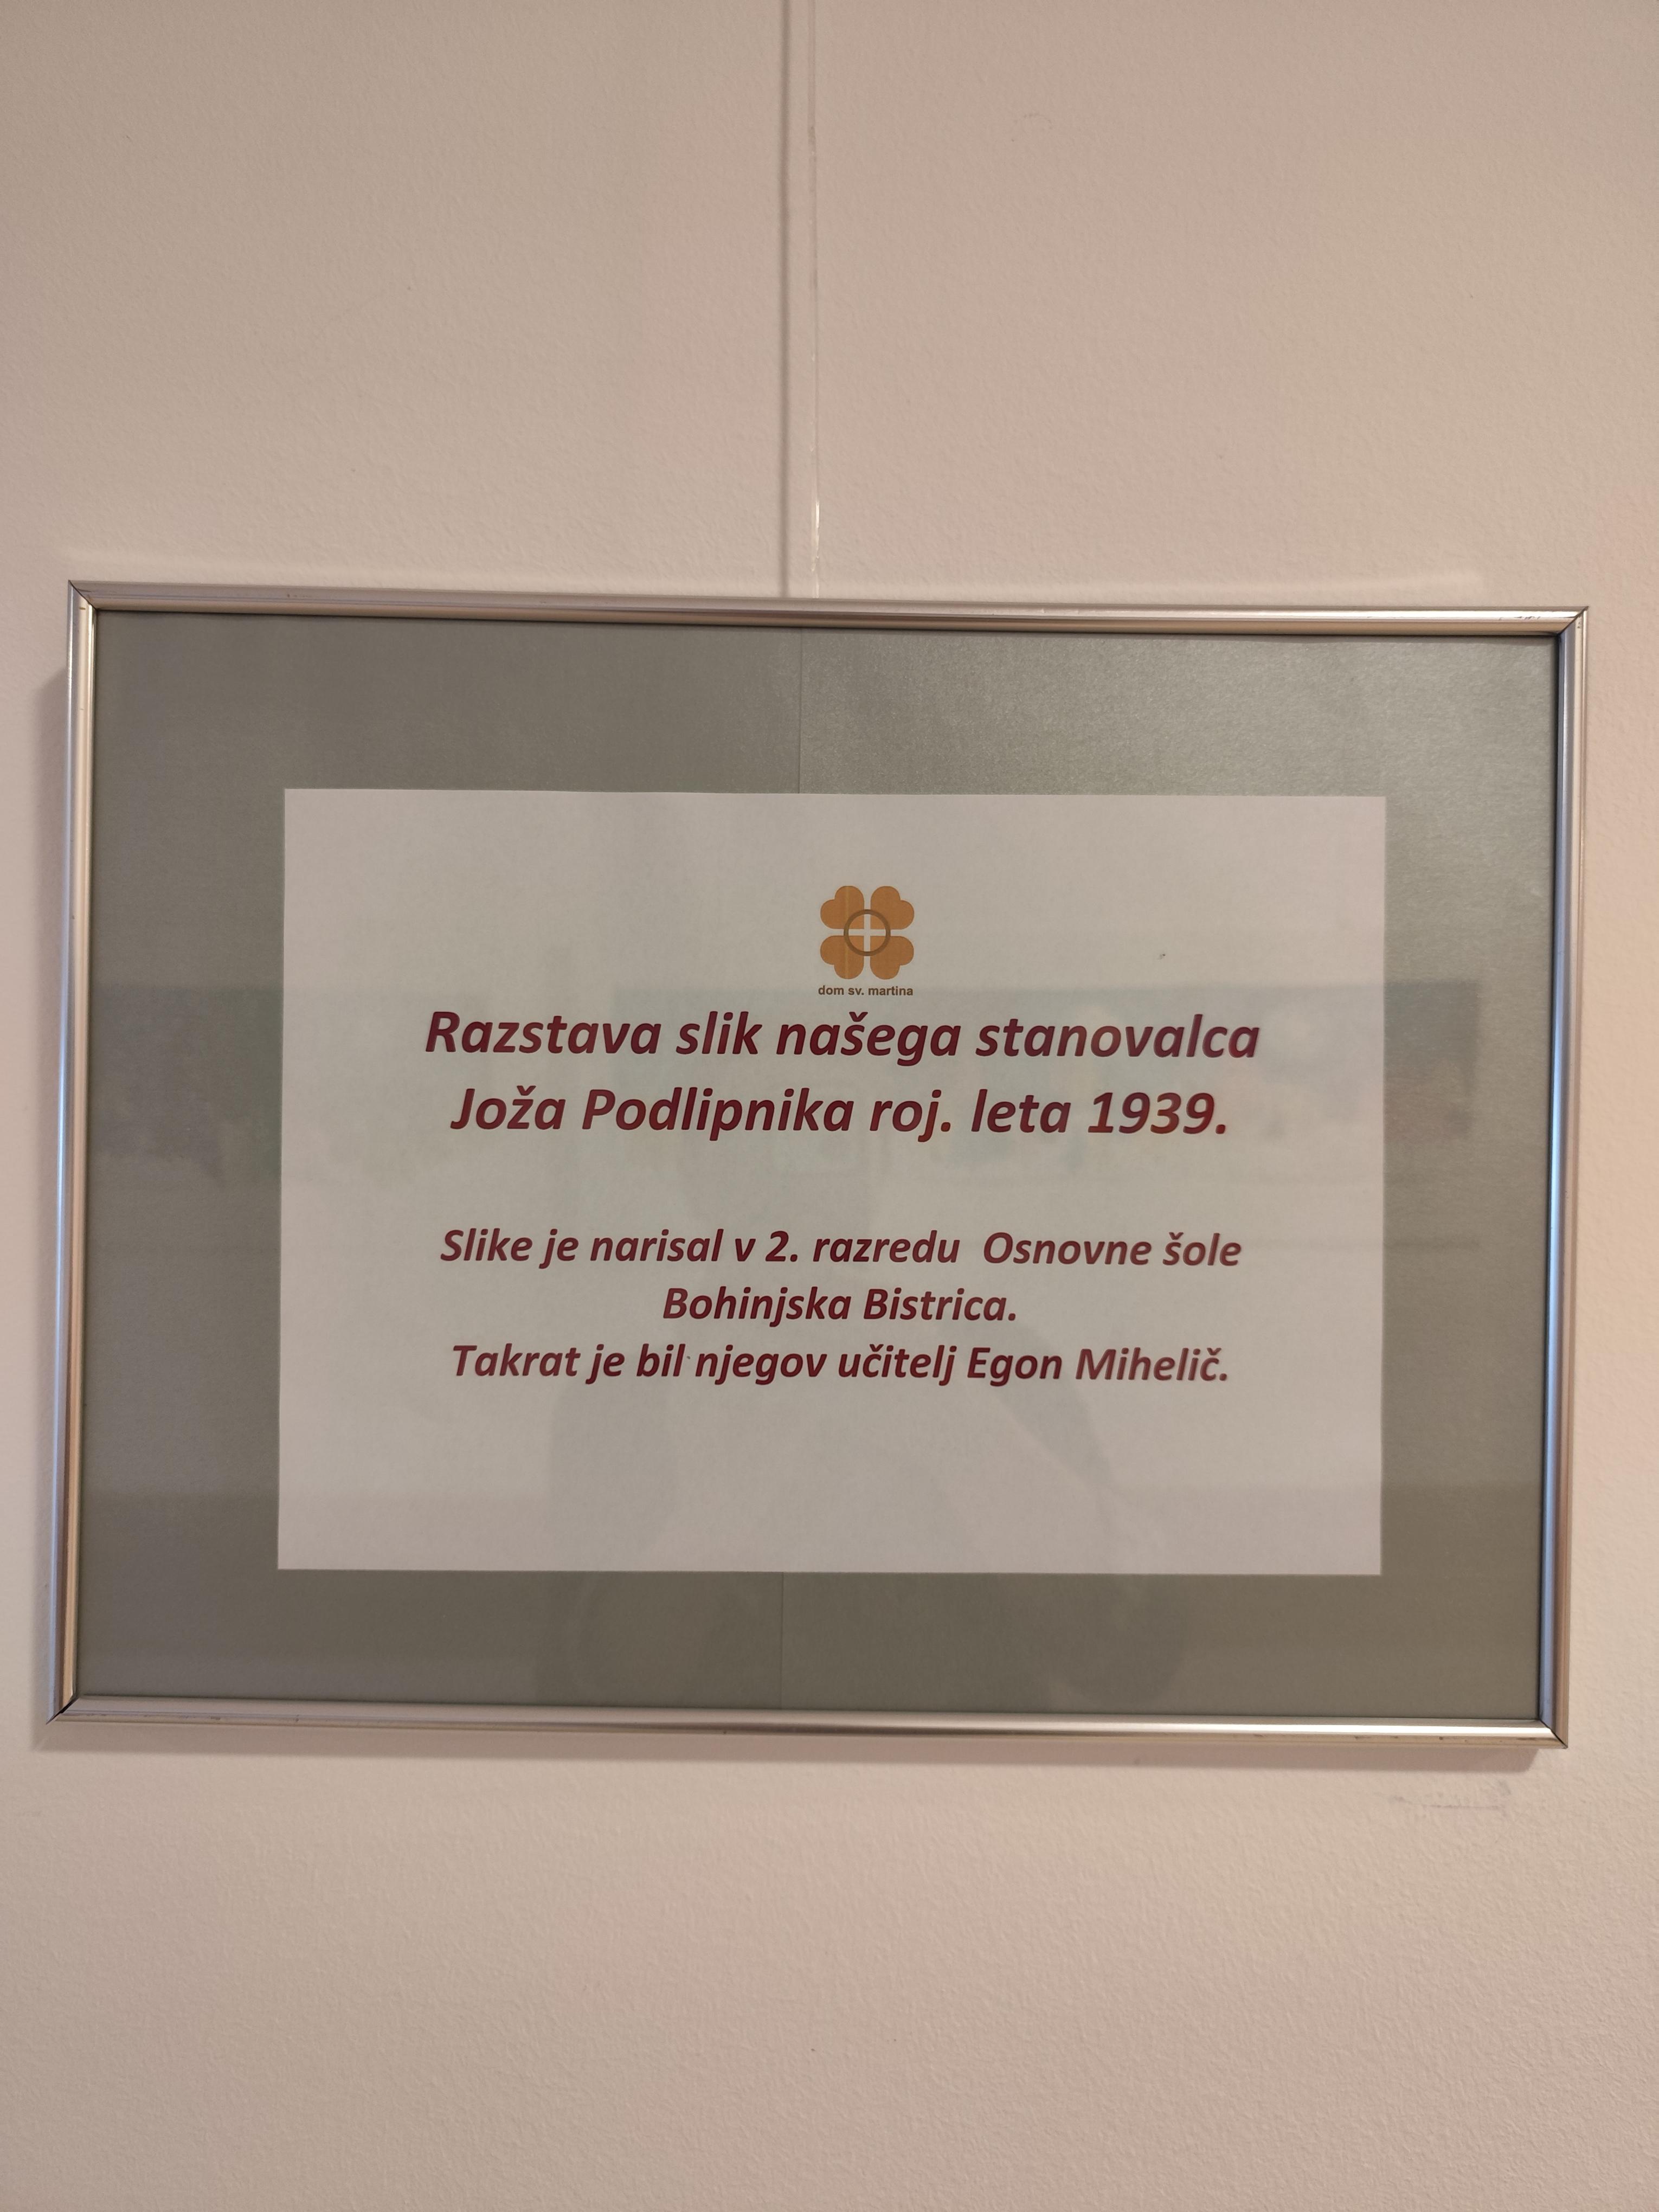 dom sv. martina
Razstava slik našega stanovalca
Joža Podlipnika roj. leta 1939.
Slike je narisal v 2. razredu Osnovne šole
Bohinjska Bistrica.
Takrat je bil njegov učitelj Egon Mihelič.